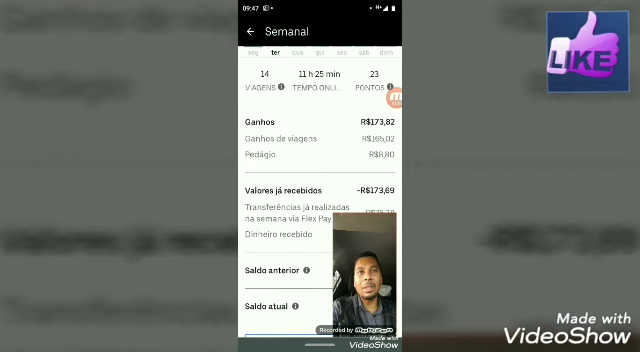 09:47
LIKE
Semanal
seg ter qua qui sex sáb dom
14 11 h 25 min 23
VIAGENS TEMPO ONLI... PONTOS
Ganhos R$173,82
Ganhos de viagens R$165,02
Pedágio R$8,80
Valores já recebidos -R$173,69
Transferências já realizadas
na semana via Flex Pay
Dinheiro recebido
Saldo anterior
Saldo atual
Recorded by
Made with
VideoShow
Made with
VideoShow